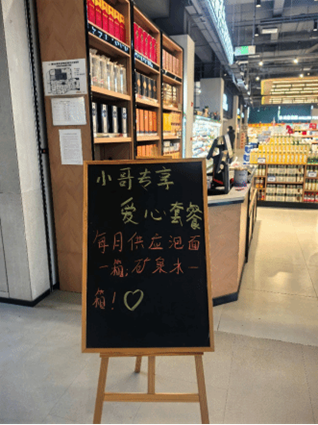 小哥专享
爱心套餐
每月供应泡面
一箱，矿泉水一
箱！♡